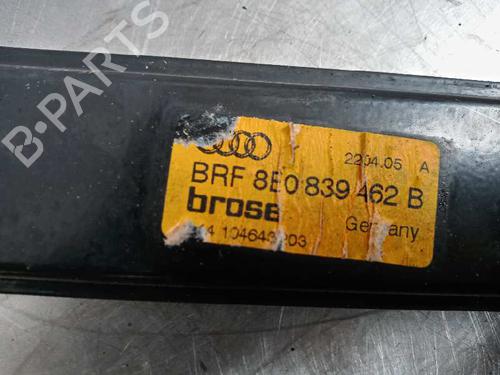 B-PARTS
2204.05 A
BRF 8E0 839 462 B
brose
Germany